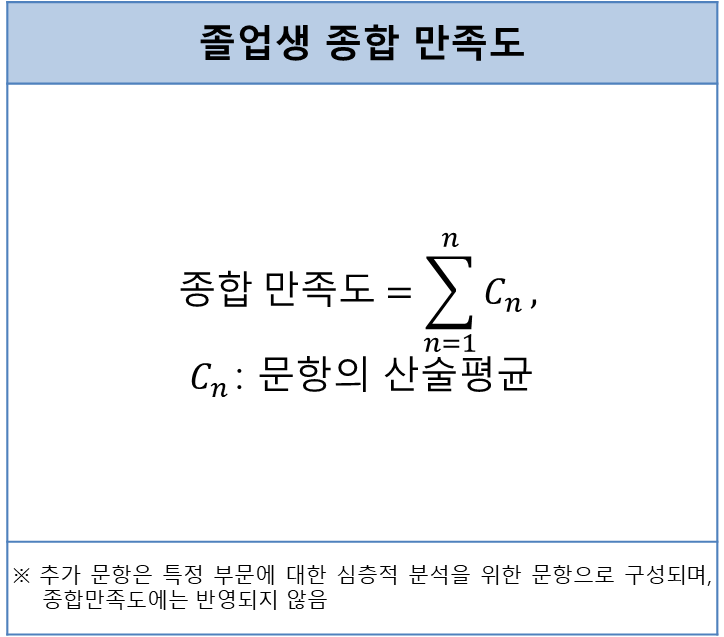 졸업생 종합 만족도
n
종합 만족도 = ∑ Cₙ ,
n=1
Cₙ : 문항의 산술평균
※ 추가 문항은 특정 부문에 대한 심층적 분석을 위한 문항으로 구성되며,
종합만족도에는 반영되지 않음